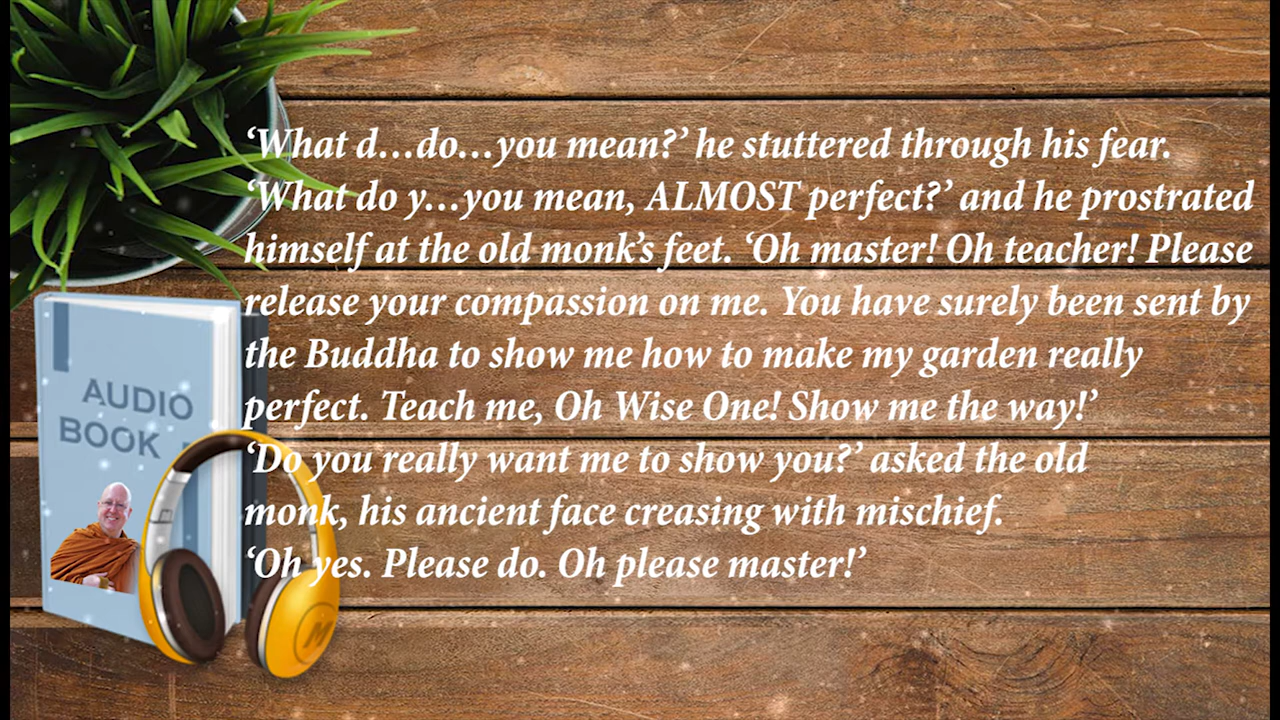 ‘What d…do…you mean?’ he stuttered through his fear.
‘What do y…you mean, ALMOST perfect?’ and he prostrated
himself at the old monk’s feet. ‘Oh master! Oh teacher! Please
release your compassion on me. You have surely been sent by
the Buddha to show me how to make my garden really
perfect. Teach me, Oh Wise One! Show me the way!’
‘Do you really want me to show you?’ asked the old
monk, his ancient face creasing with mischief.
‘Oh yes. Please do. Oh please master!’
AUDIO
BOOK
M